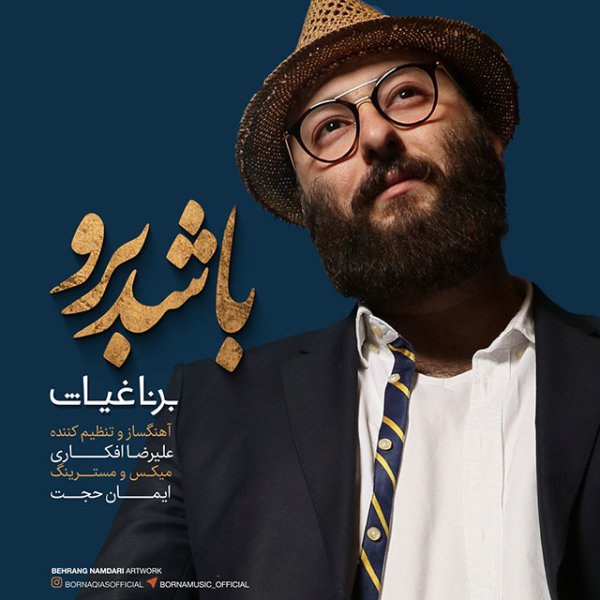 باشد برو
برنا غیاث
آهنگساز و تنظیم کننده
علیرضا افکاری
میکس و مسترینگ
ایمان حجت
BEHRANG NAMDARI ARTWORK
BORNAQIASOFFICIAL BORNAMUSIC_OFFICIAL